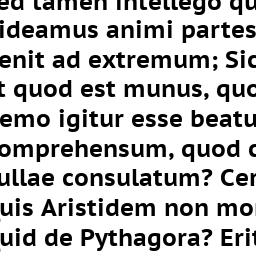 ed tamen intellego qu
ideamus animi partes
enit ad extremum; Sic
t quod est munus, quo
emo igitur esse beatu
omprehensum, quod c
ullae consulatum? Cer
uis Aristidem non mo
uid de Pythagora? Erit